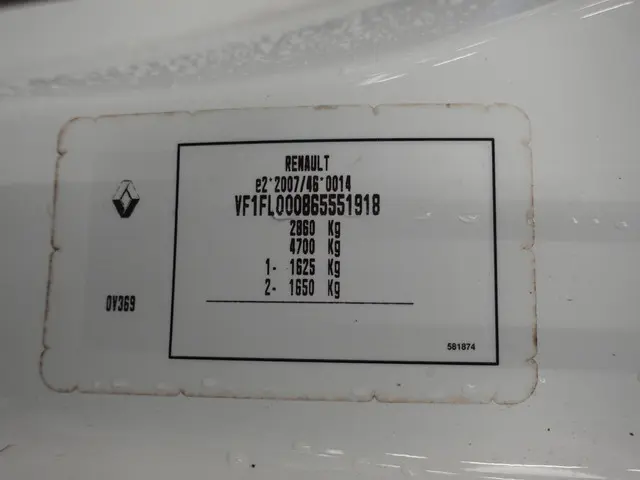 RENAULT
e2*2007/46*0014
VF1FL000865551918
2860 Kg
4700 Kg
1- 1625 Kg
2- 1650 Kg
0V369
581874